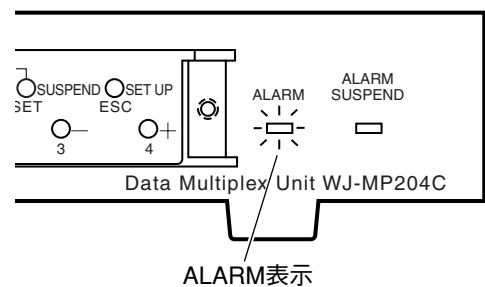 SUSPEND SET UP
SET ESC
3 − 4 +
ALARM
ALARM
SUSPEND
Data Multiplex Unit WJ-MP204C
ALARM表示